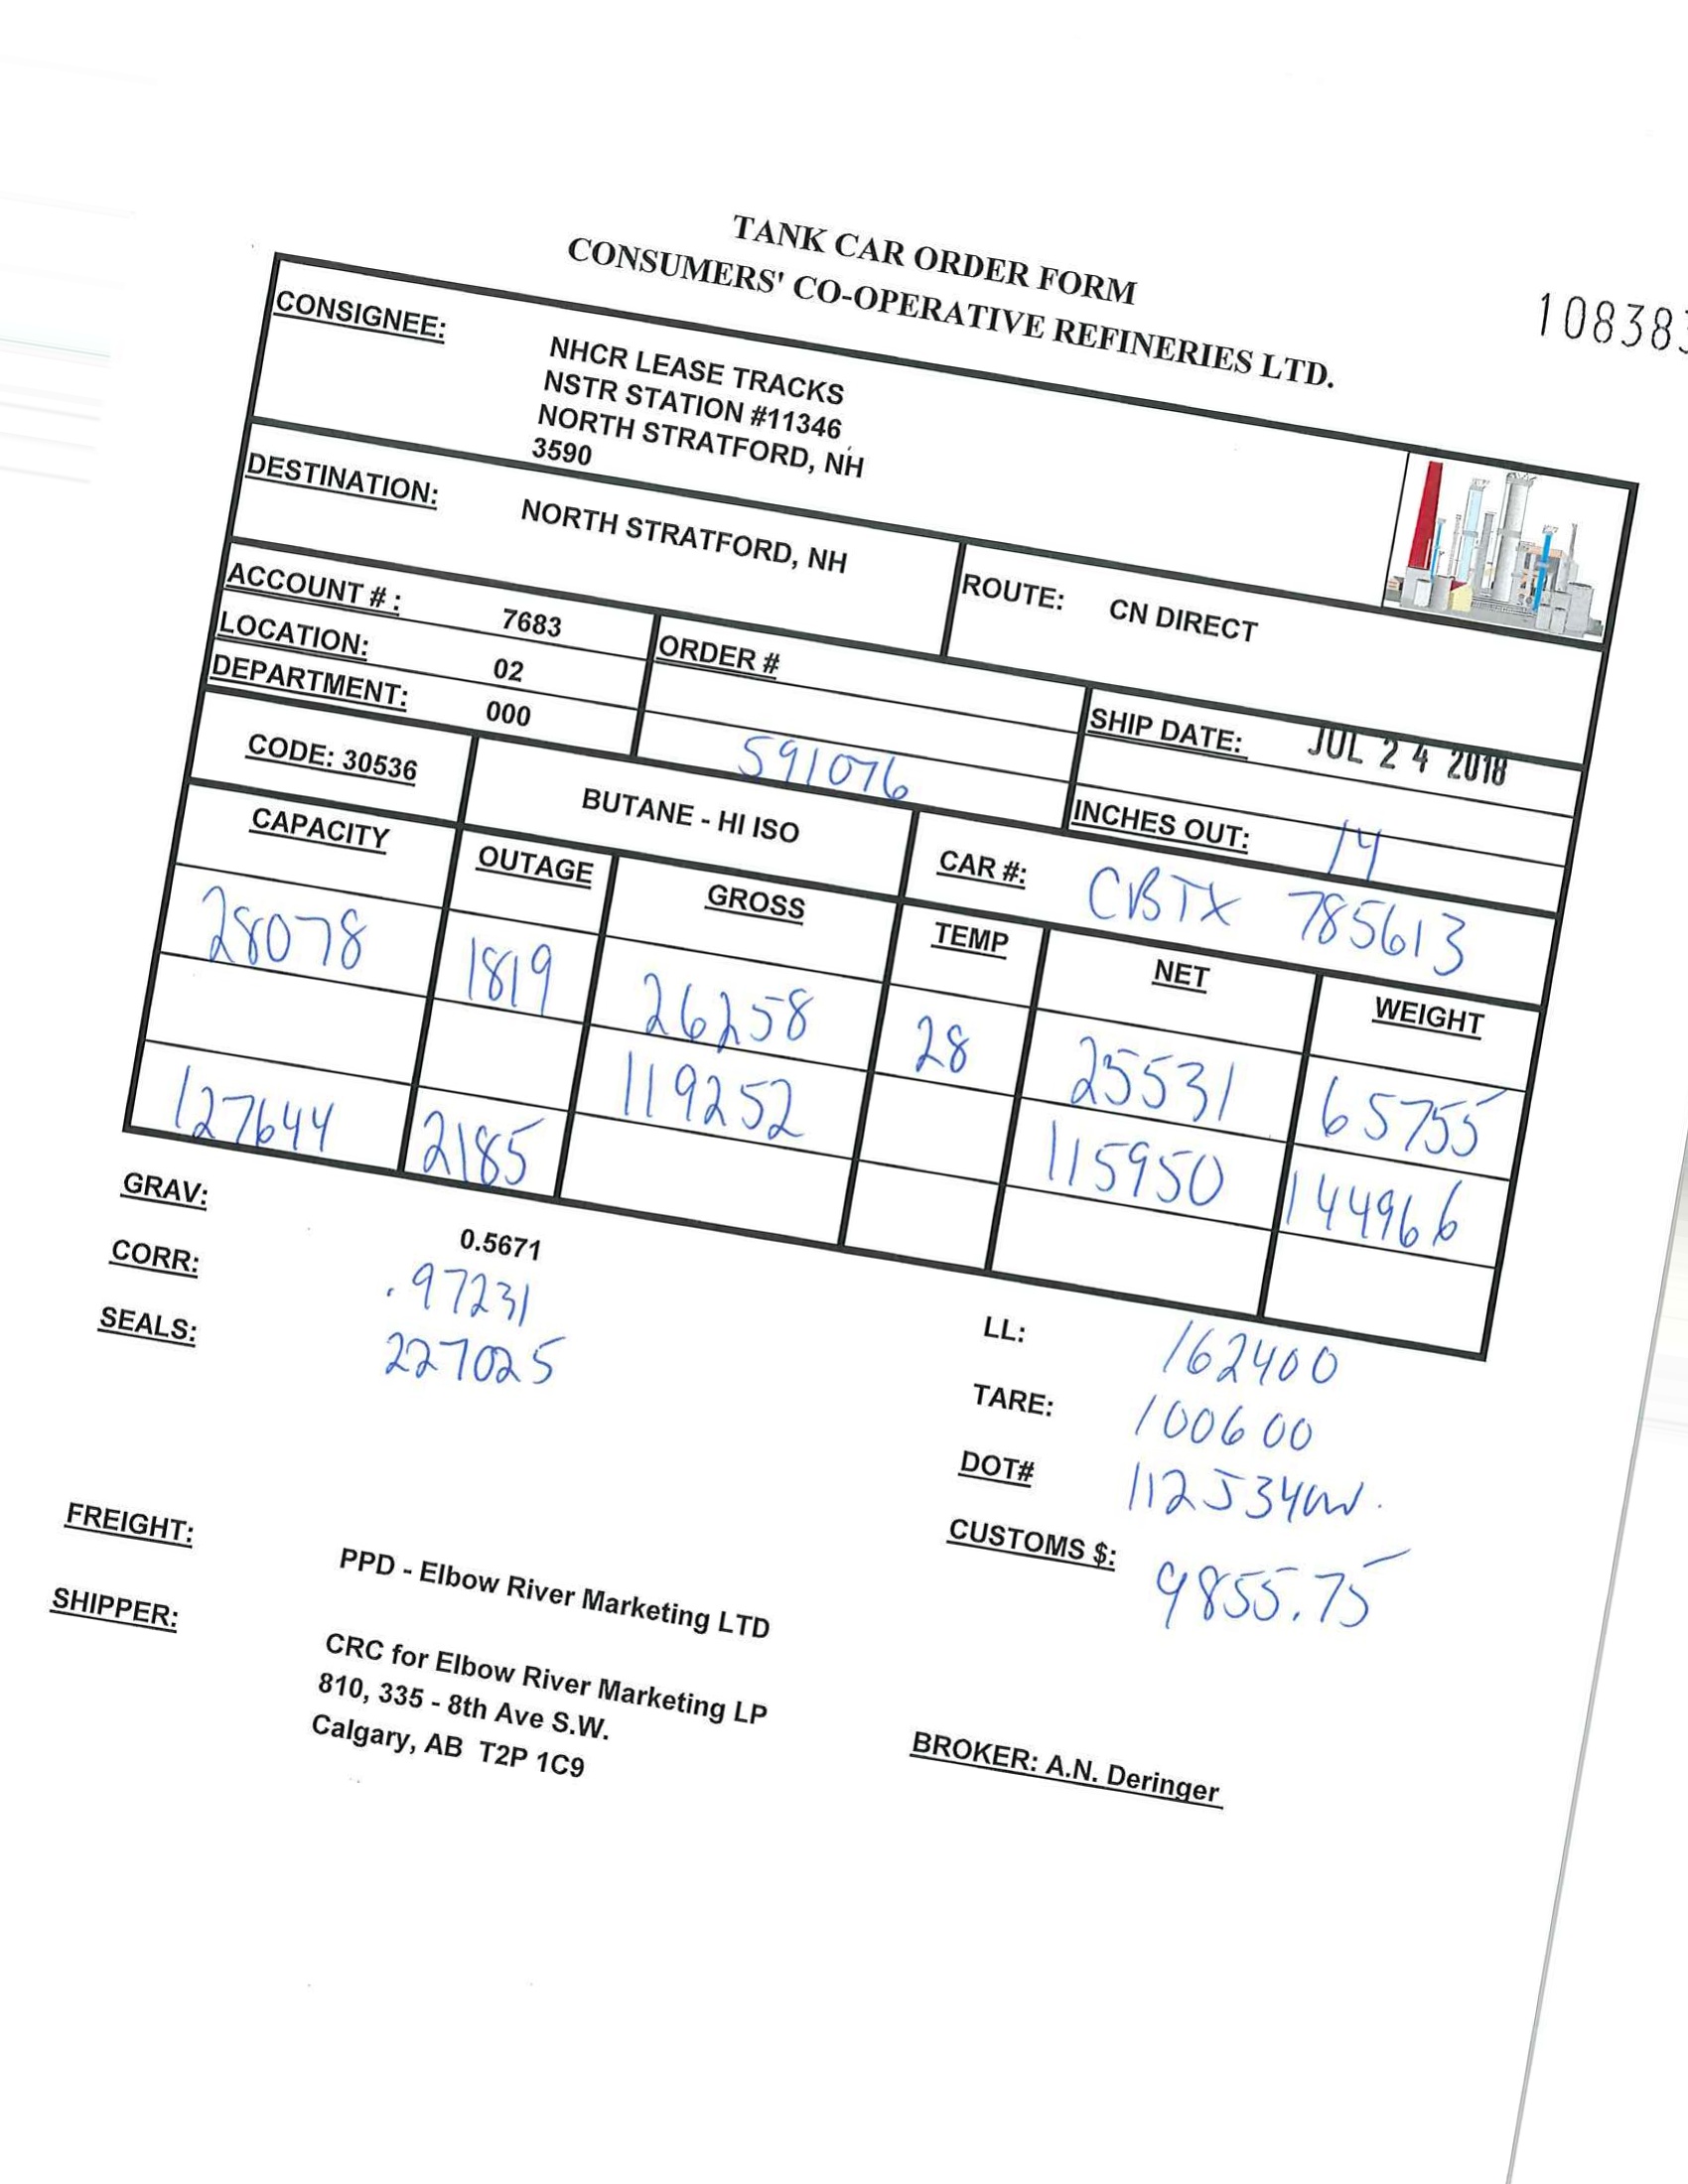 TANK CAR ORDER FORM
CONSUMERS' CO-OPERATIVE REFINERIES LTD.
10838
CONSIGNEE:
NHCR LEASE TRACKS
NSTR STATION #11346
NORTH STRATFORD, NH
3590
DESTINATION: NORTH STRATFORD, NH
ROUTE: CN DIRECT
ACCOUNT # : 7683
LOCATION: 02
DEPARTMENT: 000
ORDER #
591076
SHIP DATE: JUL 24 2018
INCHES OUT: 14
CODE: 30536 BUTANE - HI ISO CAR #: CBTX 785613
CAPACITY OUTAGE GROSS TEMP NET WEIGHT
28078 1819 26258 28 25531 65755
119252 115950 144966
127644 2185
GRAV: 0.5671
CORR: .97231
SEALS: 227025
LL: 162400
TARE: 100600
DOT# 112J340W.
CUSTOMS $: 9855.75
FREIGHT: PPD - Elbow River Marketing LTD
SHIPPER: CRC for Elbow River Marketing LP
810, 335 - 8th Ave S.W.
Calgary, AB T2P 1C9
BROKER: A.N. Deringer